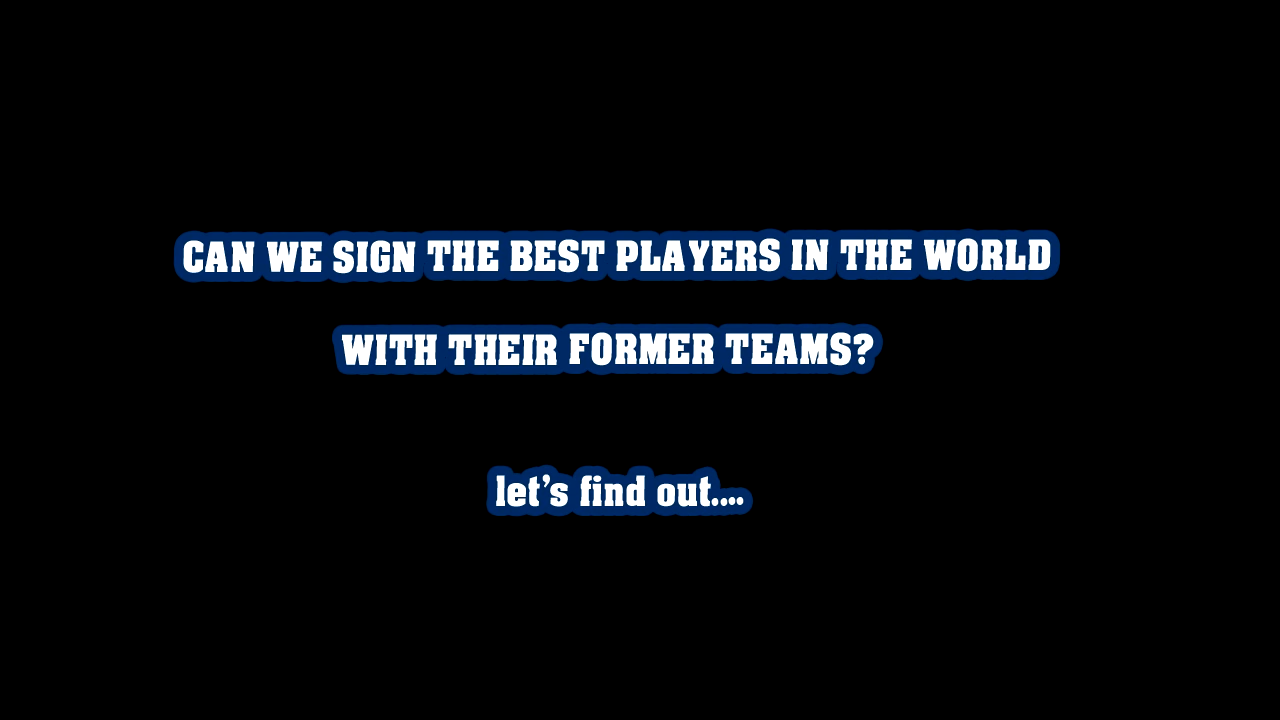 CAN WE SIGN THE BEST PLAYERS IN THE WORLD
WITH THEIR FORMER TEAMS?
let's find out....